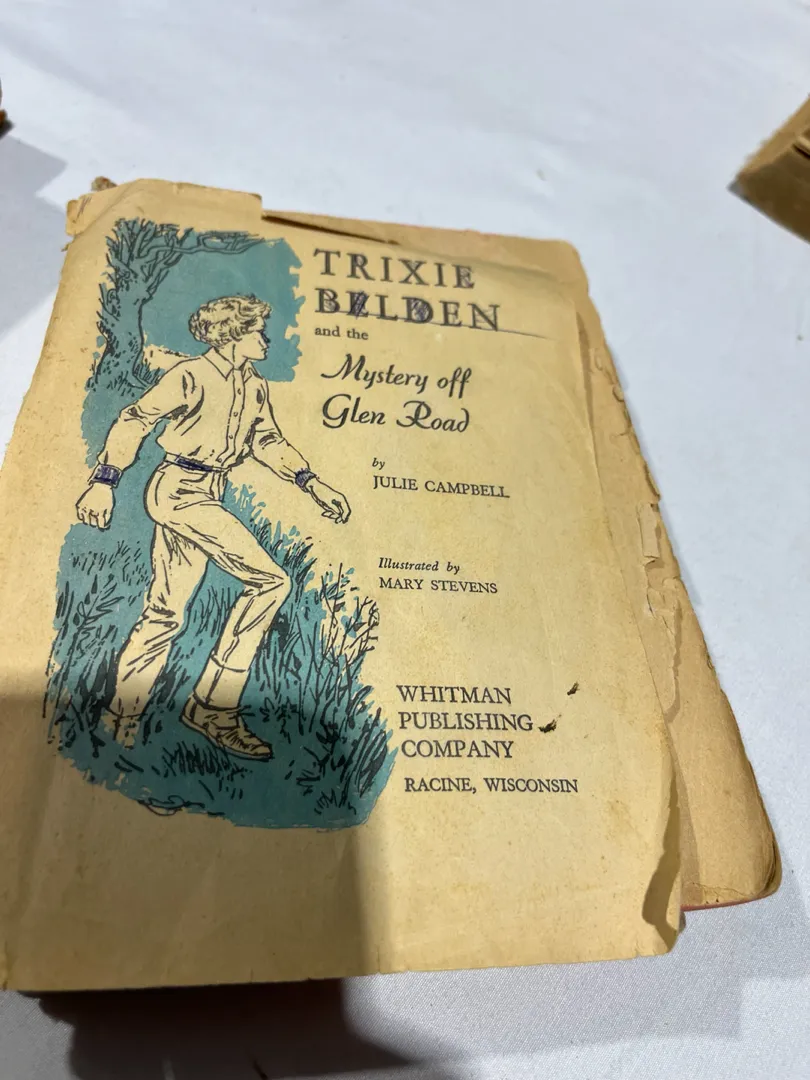 TRIXIE
BELDEN
and the
Mystery off
Glen Road
by
JULIE CAMPBELL
Illustrated by
MARY STEVENS
WHITMAN
PUBLISHING
COMPANY
RACINE, WISCONSIN